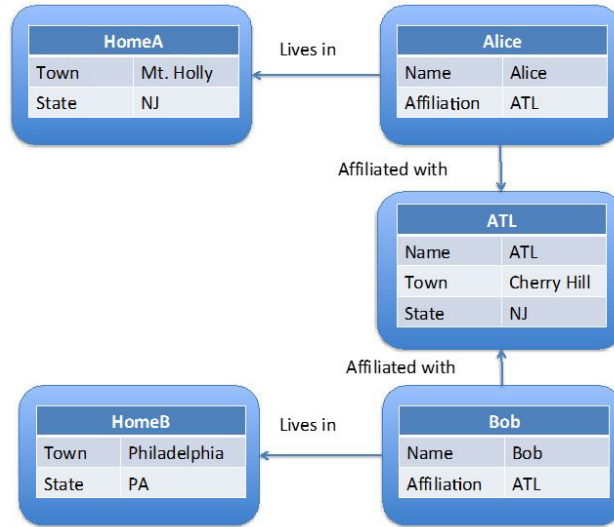 HomeA
Town Mt. Holly
State NJ
Lives in
Alice
Name Alice
Affiliation ATL
Affiliated with
ATL
Name ATL
Town Cherry Hill
State NJ
Affiliated with
HomeB
Town Philadelphia
State PA
Lives in
Bob
Name Bob
Affiliation ATL